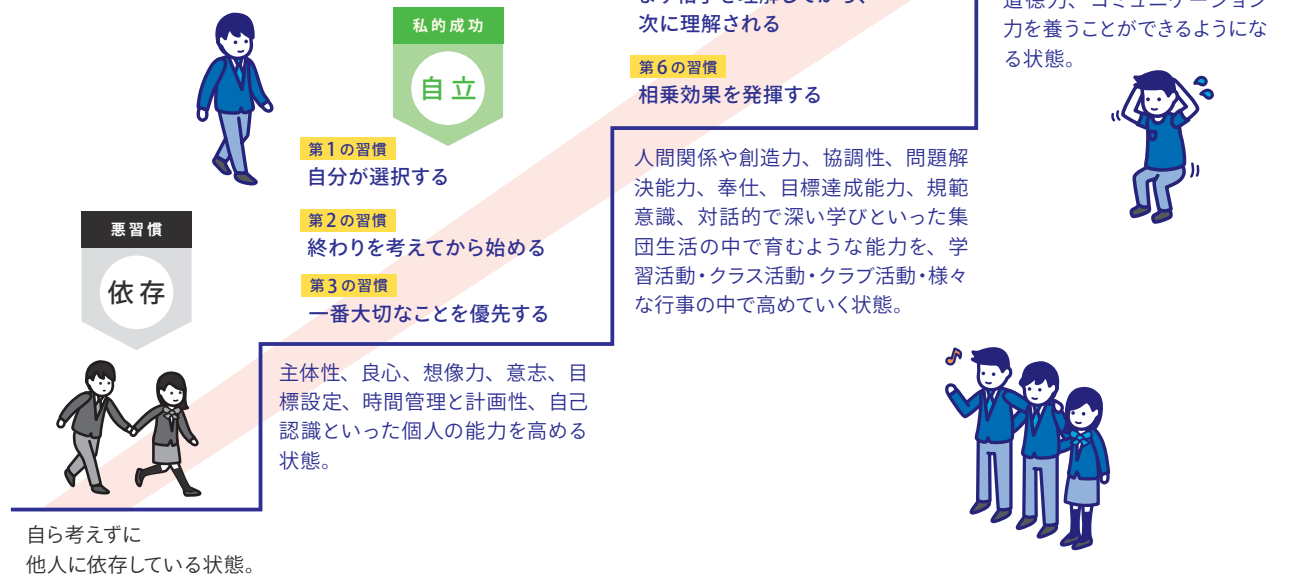 悪習慣
依存
自ら考えずに
他人に依存している状態。
私的成功
自立
第1の習慣
自分が選択する
第2の習慣
終わりを考えてから始める
第3の習慣
一番大切なことを優先する
主体性、良心、想像力、意志、目
標設定、時間管理と計画性、自己
認識といった個人の能力を高める
状態。
次に理解される
第6の習慣
相乗効果を発揮する
人間関係や創造力、協調性、問題解
決能力、奉仕、目標達成能力、規範
意識、対話的で深い学びといった集
団生活の中で育むような能力を、学
習活動・クラス活動・クラブ活動・様々
な行事の中で高めていく状態。
道徳力、コミュニケーション
力を養うことができるようにな
る状態。